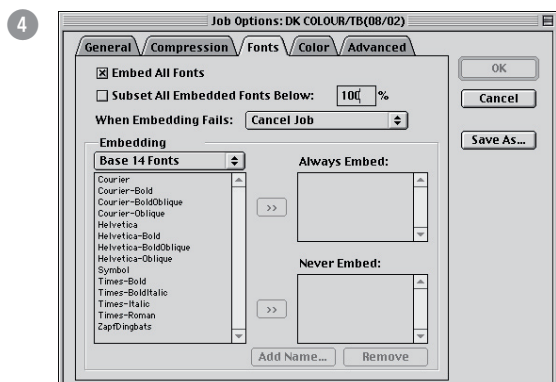 4
Job Options: DK COLOUR/TB(08/02)
General Compression Fonts Color Advanced
Embed All Fonts
Subset All Embedded Fonts Below: 100 %
When Embedding Fails: Cancel Job
Embedding
Base 14 Fonts
Courier
Courier-Bold
Courier-BoldOblique
Courier-Oblique
Helvetica
Helvetica-Bold
Helvetica-BoldOblique
Helvetica-Oblique
Symbol
Times-Bold
Times-BoldItalic
Times-Italic
Times-Roman
ZapfDingbats
>>
>>
Always Embed:
Never Embed:
Add Name... Remove
OK
Cancel
Save As...